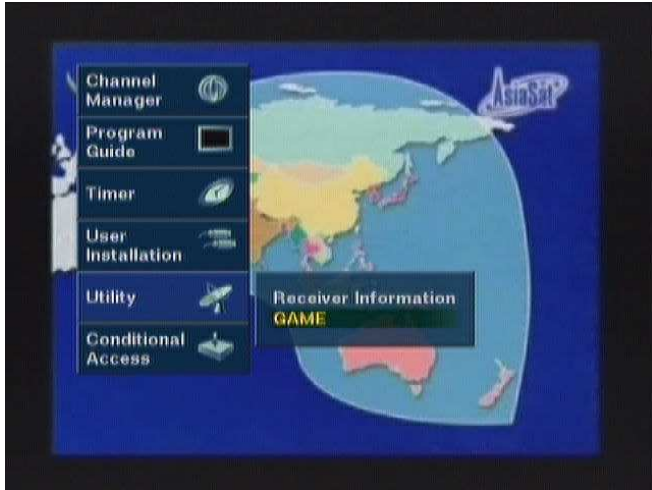 Channel
Manager
Program
Guide
Timer
User
Installation
Utility
Conditional
Access
Receiver Information
GAME
AsiaSat